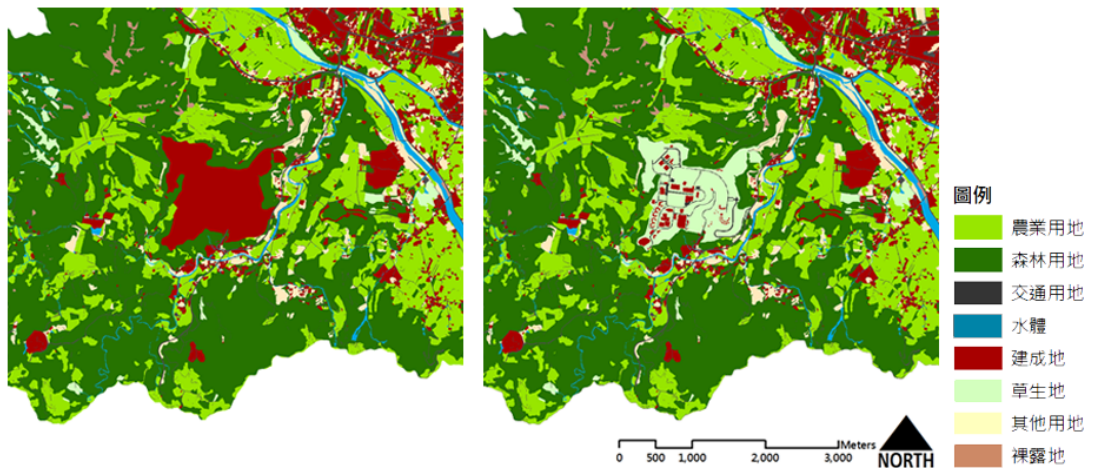 圖例
農業用地
森林用地
交通用地
水體
建成地
草生地
其他用地
裸露地
Meters
0 500 1,000 2,000 3,000
NORTH